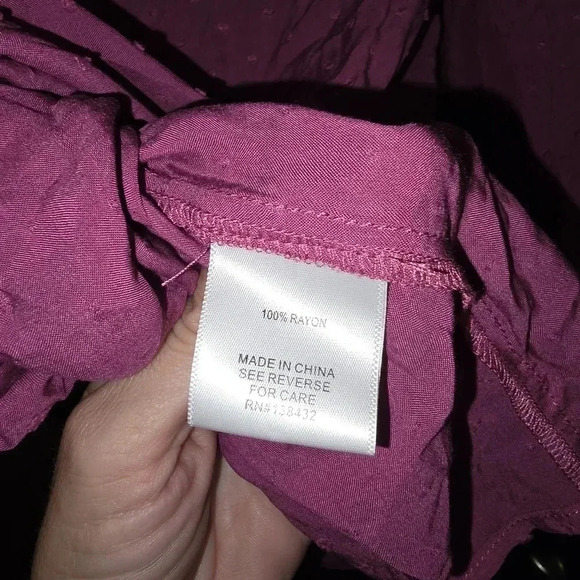 100% RAYON
MADE IN CHINA
SEE REVERSE
FOR CARE
RN#138432